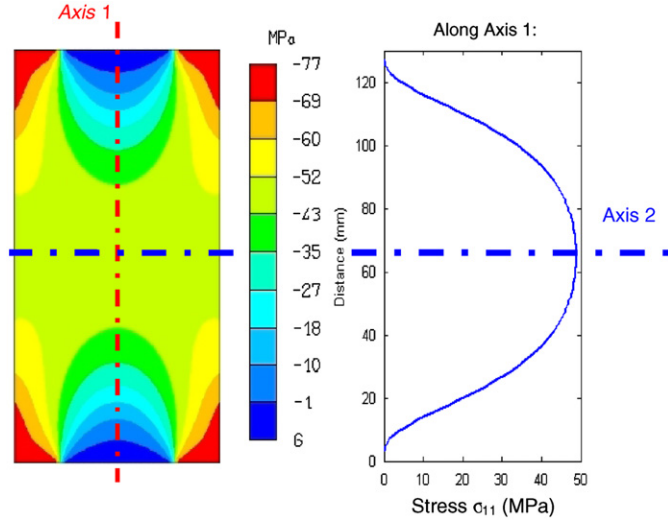 Axis 1
MPa
-77
-69
-60
-52
-43
-35
-27
-18
-10
-1
6
Along Axis 1:
120
100
80
60
40
20
0
Distance (mm)
0 10 20 30 40 50
Stress σ11 (MPa)
Axis 2